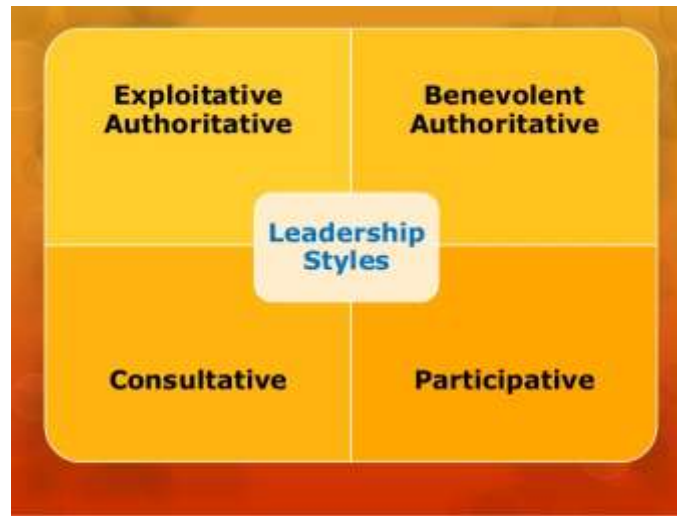 Exploitative
Authoritative
Benevolent
Authoritative
Leadership
Styles
Consultative
Participative